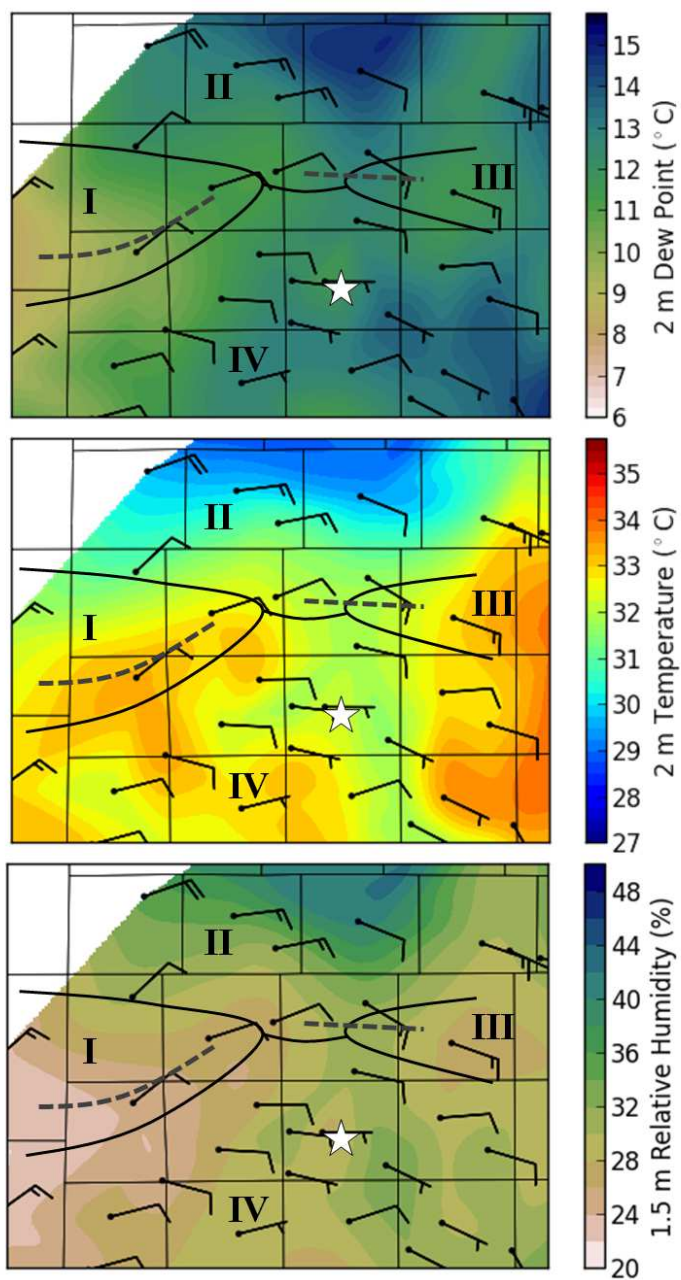 15
14
13
12
11
10
9
8
7
6
2 m Dew Point (°C)
I
II
III
IV
35
34
33
32
31
30
29
28
27
2 m Temperature (°C)
I
II
III
IV
48
44
40
36
32
28
24
20
1.5 m Relative Humidity (%)
I
II
III
IV